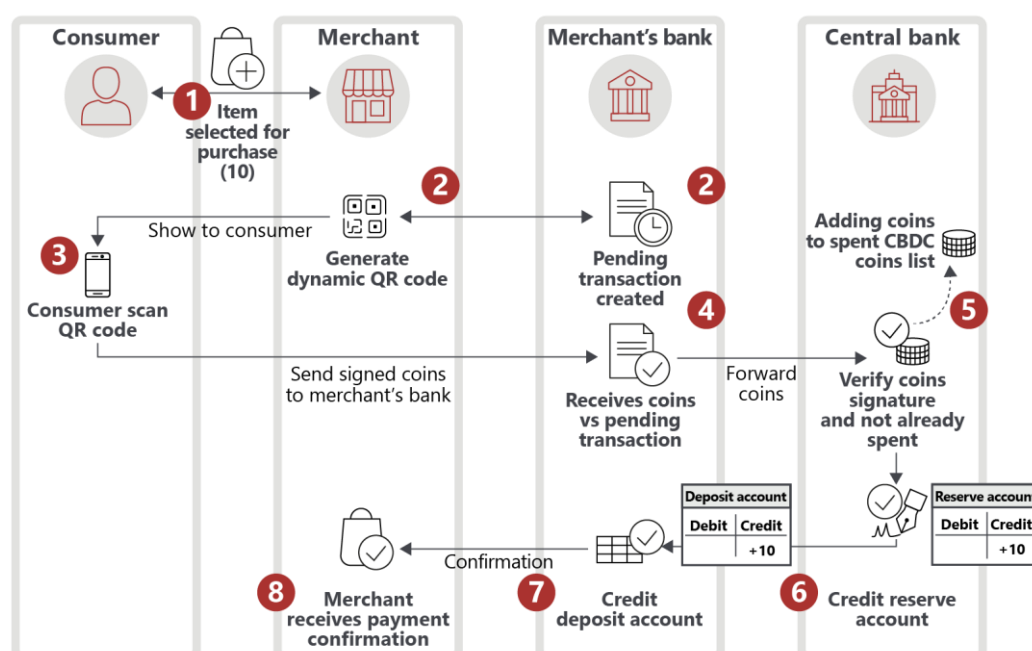 Consumer
Merchant
Merchant's bank
Central bank
1
Item
selected for
purchase
(10)
2
2
Show to consumer
Generate
dynamic QR code
Pending
transaction
created
Adding coins
to spent CBDC
coins list
3
Consumer scan
QR code
4
5
Send signed coins
to merchant's bank
Receives coins
vs pending
transaction
Forward
coins
Verify coins
signature
and not already
spent
Deposit account
Debit
Credit
+10
Reserve account
Debit
Credit
+10
Confirmation
8
Merchant
receives payment
confirmation
7
Credit
deposit account
6
Credit reserve
account